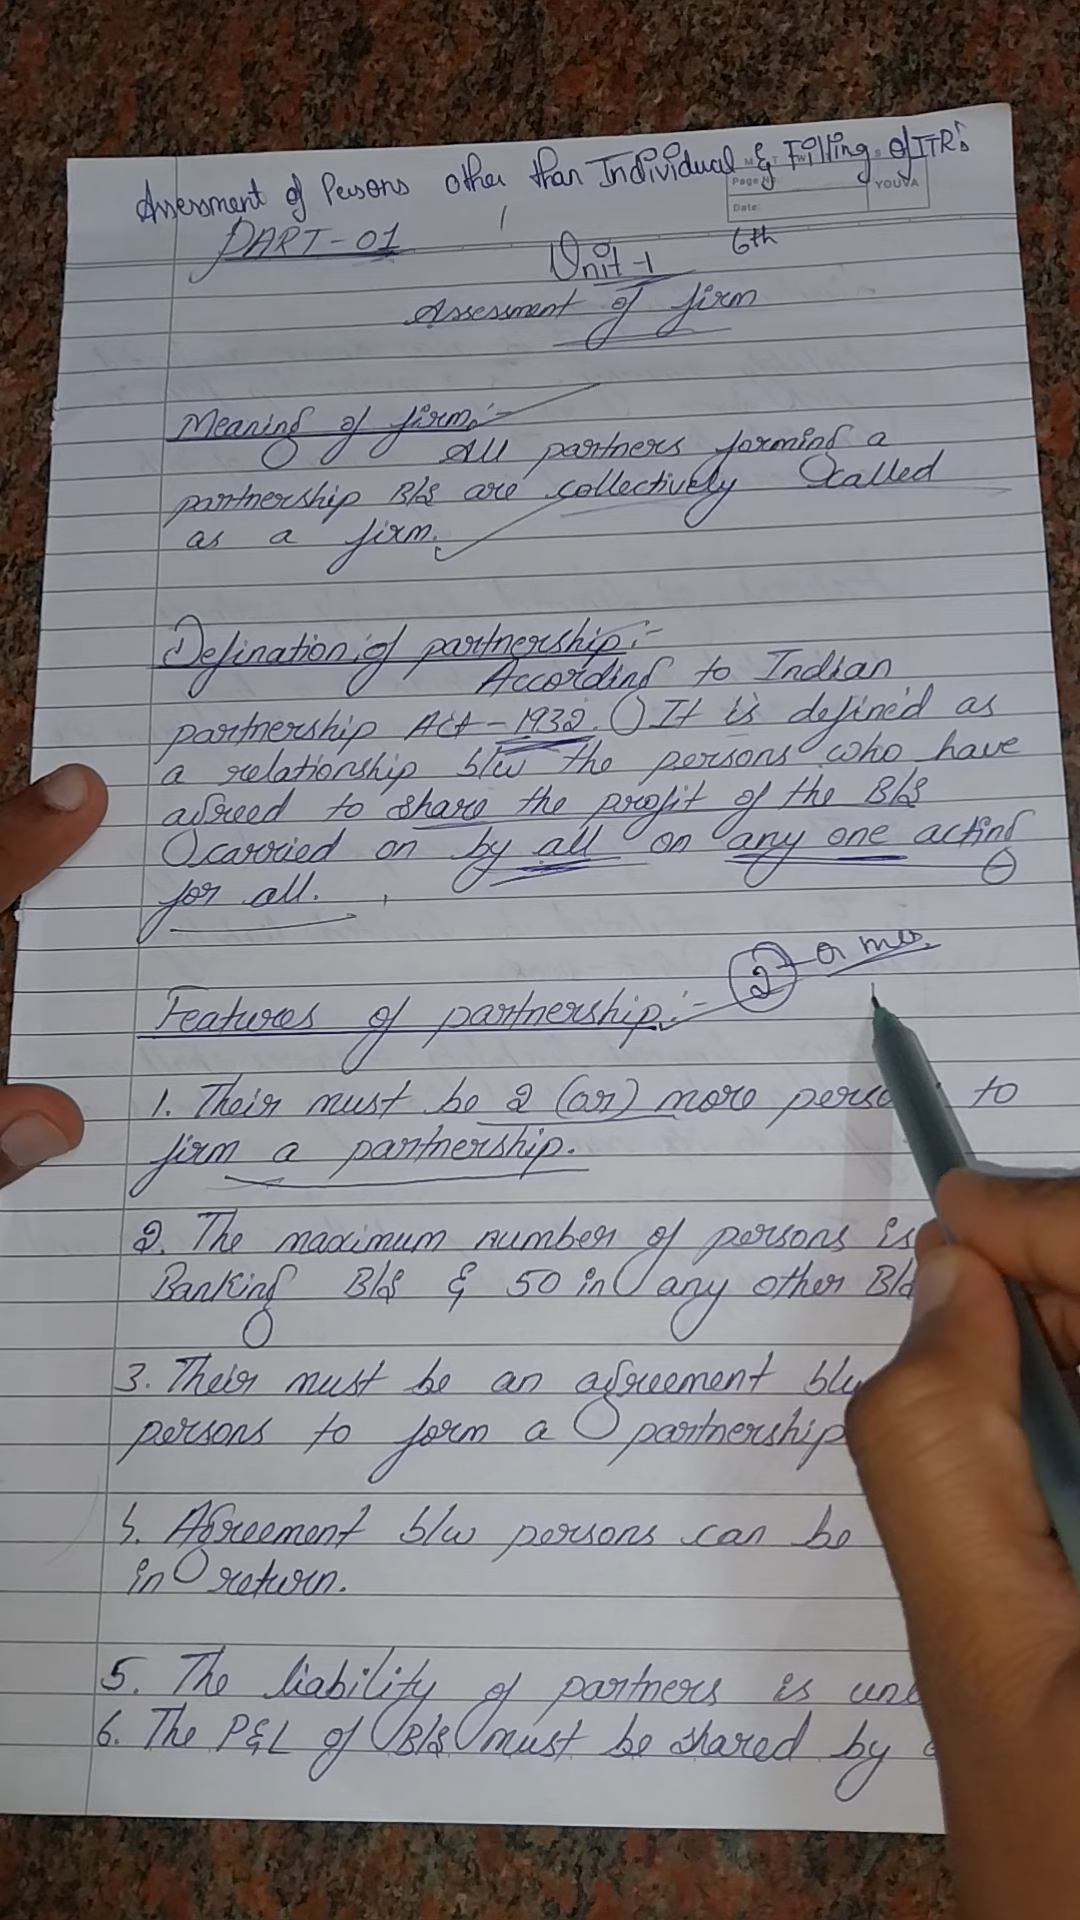 Assessment of Persons other than Individual & Filling of ITR's
Page No
YOUVA
Date:
PART-01
6th
Unit-1
Assessment of firm
Meaning of firm:-
All partners forming a
partnership B/s are collectively called
as a firm.
Defination of partnership:-
According to Indian
partnership Act-1932. It is defined as
a relationship b/w the persons who have
agreed to share the profit of the B/s
carried on by all on any one acting
for all.
2 or
Features of partnership:-
1. Their must be 2 (or) more to
firm a partnership.
2. The maximum number of persons is
Banking B/s & 50 in any other B/s
3. Their must be an agreement b/w
persons to form a partnership
4. Agreement b/w persons can be
in return.
5. The liability of partners is
6. The P&L of B/s must be shared by